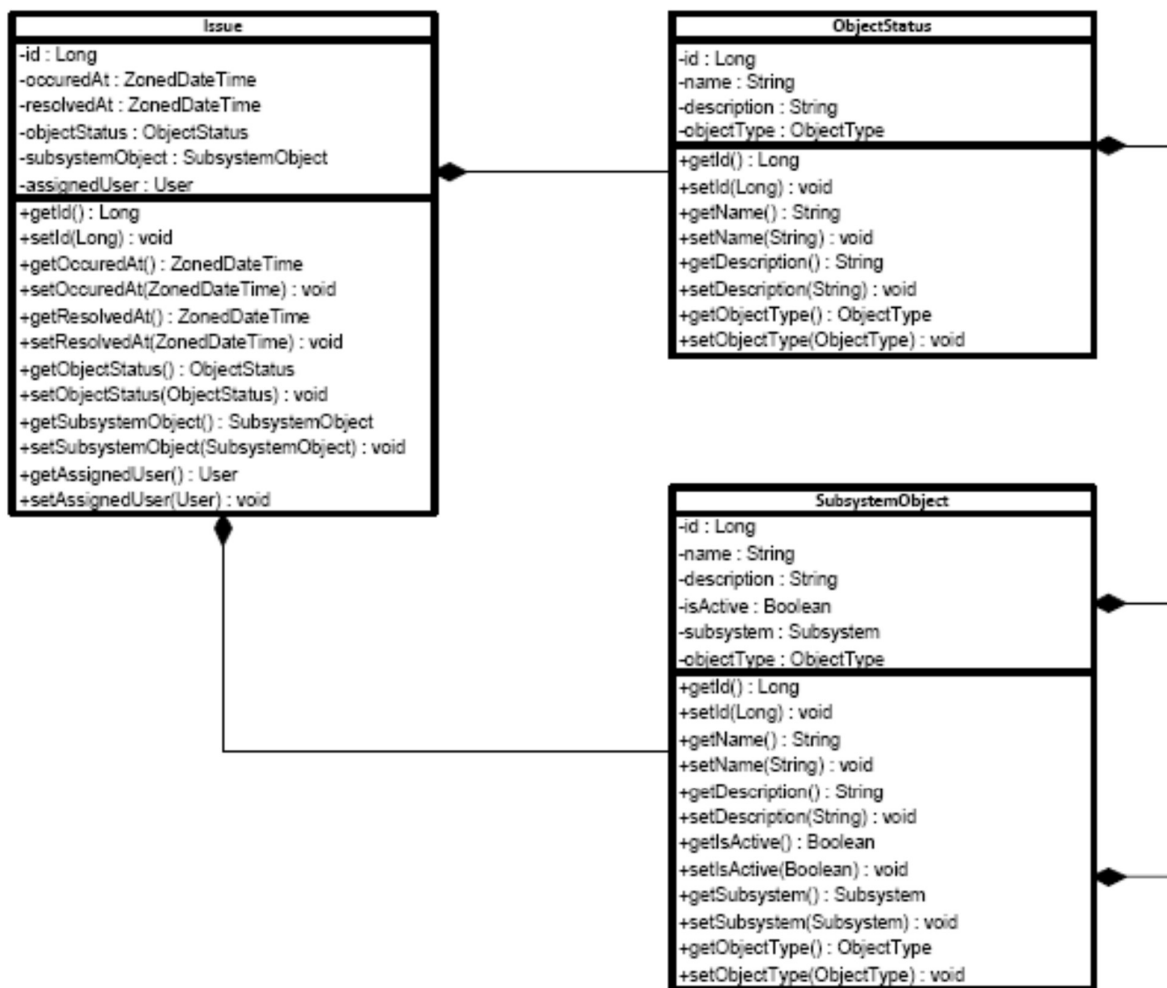 Issue
-id : Long
-occuredAt : ZonedDateTime
-resolvedAt : ZonedDateTime
-objectStatus : ObjectStatus
-subsystemObject : SubsystemObject
-assignedUser : User
+getId() : Long
+setId(Long) : void
+getOccuredAt() : ZonedDateTime
+setOccuredAt(ZonedDateTime) : void
+getResolvedAt() : ZonedDateTime
+setResolvedAt(ZonedDateTime) : void
+getObjectStatus() : ObjectStatus
+setObjectStatus(ObjectStatus) : void
+getSubsystemObject() : SubsystemObject
+setSubsystemObject(SubsystemObject) : void
+getAssignedUser() : User
+setAssignedUser(User) : void
ObjectStatus
-id : Long
-name : String
-description : String
-objectType : ObjectType
+getId() : Long
+setId(Long) : void
+getName() : String
+setName(String) : void
+getDescription() : String
+setDescription(String) : void
+getObjectType() : ObjectType
+setObjectType(ObjectType) : void
SubsystemObject
-id : Long
-name : String
-description : String
-isActive : Boolean
-subsystem : Subsystem
-objectType : ObjectType
+getId() : Long
+setId(Long) : void
+getName() : String
+setName(String) : void
+getDescription() : String
+setDescription(String) : void
+getIsActive() : Boolean
+setIsActive(Boolean) : void
+getSubsystem() : Subsystem
+setSubsystem(Subsystem) : void
+getObjectType() : ObjectType
+setObjectType(ObjectType) : void